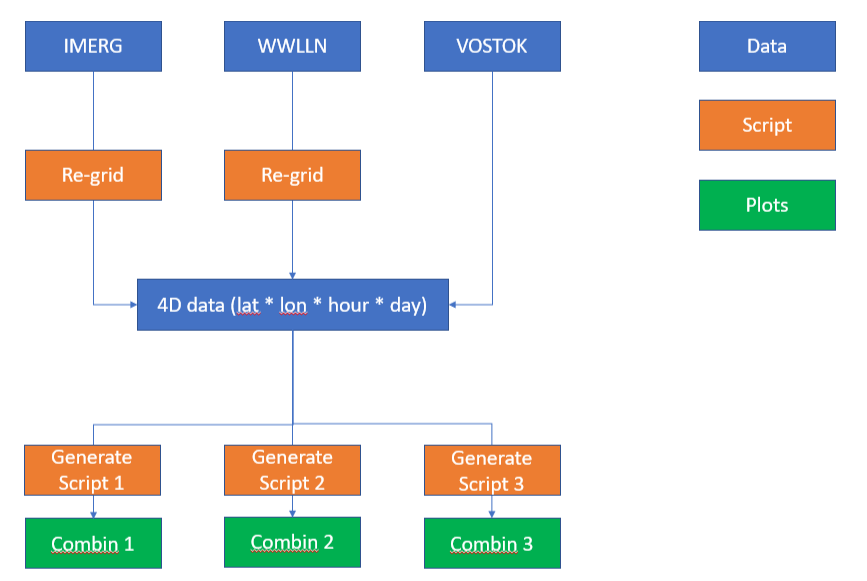 IMERG
WWLLN
VOSTOK
Data
Script
Re-grid
Re-grid
Plots
4D data (lat * lon * hour * day)
Generate
Script 1
Generate
Script 2
Generate
Script 3
Combin 1
Combin 2
Combin 3